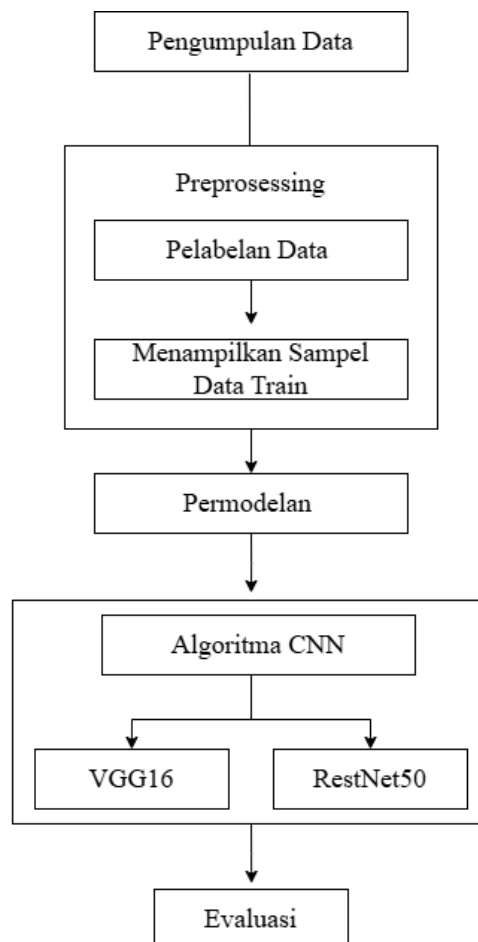 Pengumpulan Data
Preprosessing
Pelabelan Data
Menampilkan Sampel
Data Train
Permodelan
Algoritma CNN
VGG16
RestNet50
Evaluasi